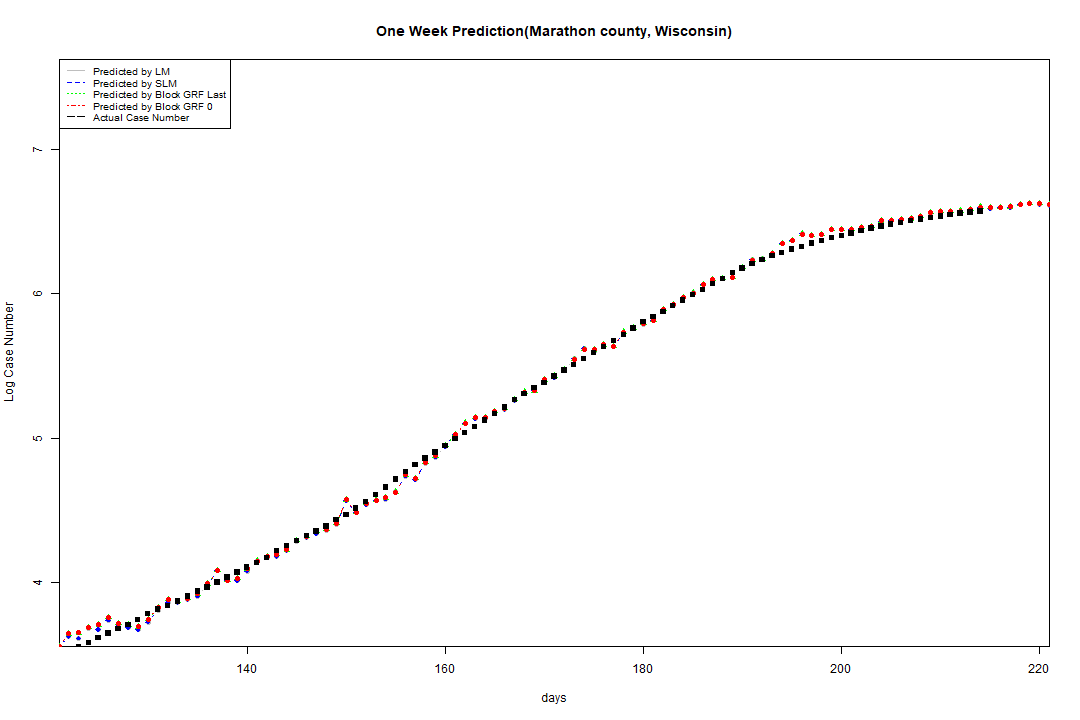 One Week Prediction(Marathon county, Wisconsin)
Predicted by LM
Predicted by SLM
Predicted by Block GRF Last
Predicted by Block GRF 0
Actual Case Number
7
6
5
4
Log Case Number
140 160 180 200 220
days